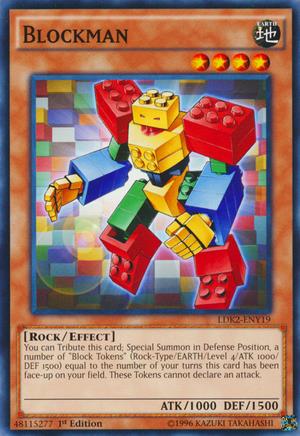 BLOCKMAN
EARTH
地
LDK2-ENY19
[ROCK/EFFECT]
You can Tribute this card; Special Summon in Defense Position, a
number of "Block Tokens" (Rock-Type/EARTH/Level 4/ATK 1000/
DEF 1500) equal to the number of your turns this card has been
face-up on your field. These Tokens cannot declare an attack.
ATK/1000 DEF/1500
48115277 1st Edition ©1996 KAZUKI TAKAHASHI